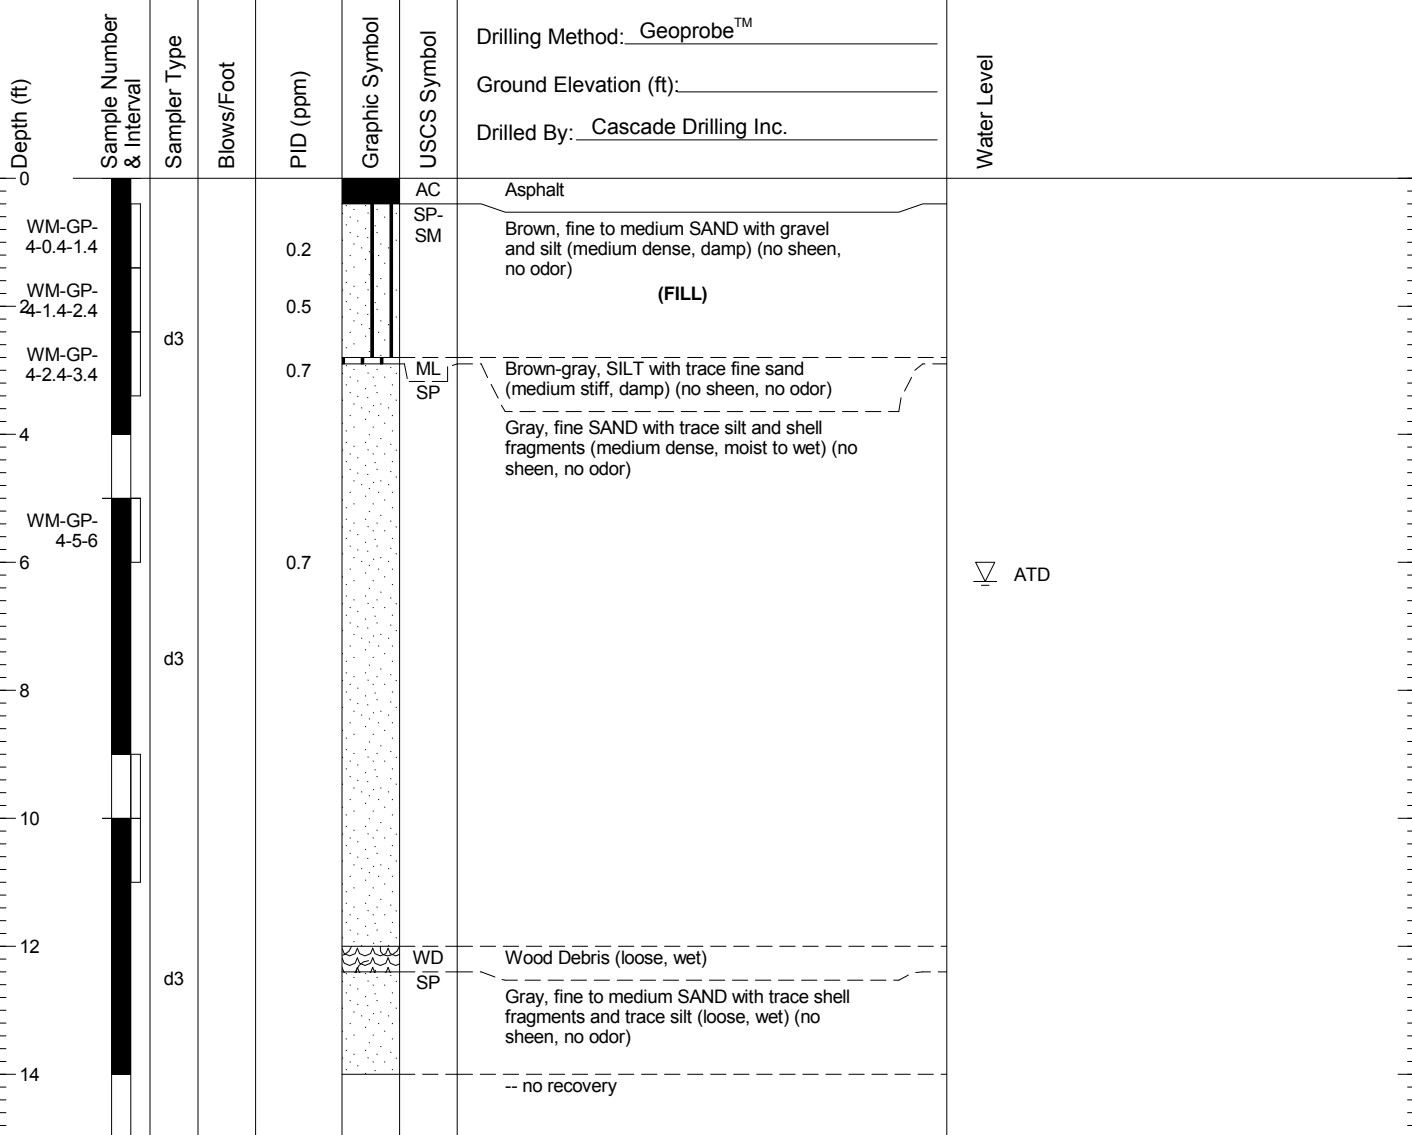 Depth (ft)
Sample Number
& Interval
Sampler Type
Blows/Foot
PID (ppm)
Graphic Symbol
USCS Symbol
Drilling Method: Geoprobe™
Ground Elevation (ft):
Drilled By: Cascade Drilling Inc.
Water Level
0
AC
Asphalt
SP-
SM
WM-GP-
4-0.4-1.4
0.2
Brown, fine to medium SAND with gravel
and silt (medium dense, damp) (no sheen,
no odor)
(FILL)
WM-GP-
4-1.4-2.4
2
0.5
d3
WM-GP-
4-2.4-3.4
0.7
ML
SP
Brown-gray, SILT with trace fine sand
(medium stiff, damp) (no sheen, no odor)
4
Gray, fine SAND with trace silt and shell
fragments (medium dense, moist to wet) (no
sheen, no odor)
WM-GP-
4-5-6
6
0.7
ATD
d3
8
10
12
WD
Wood Debris (loose, wet)
d3
SP
Gray, fine to medium SAND with trace shell
fragments and trace silt (loose, wet) (no
sheen, no odor)
14
-- no recovery